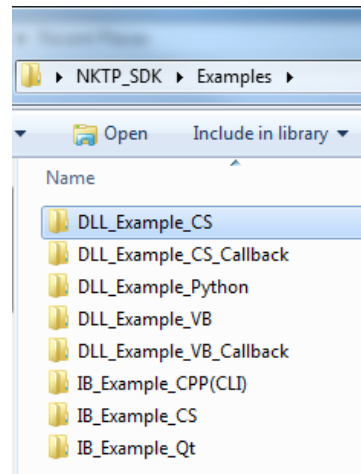 NKTP_SDK ▸ Examples ▸
Open Include in library
Name
DLL_Example_CS
DLL_Example_CS_Callback
DLL_Example_Python
DLL_Example_VB
DLL_Example_VB_Callback
IB_Example_CPP(CLI)
IB_Example_CS
IB_Example_Qt